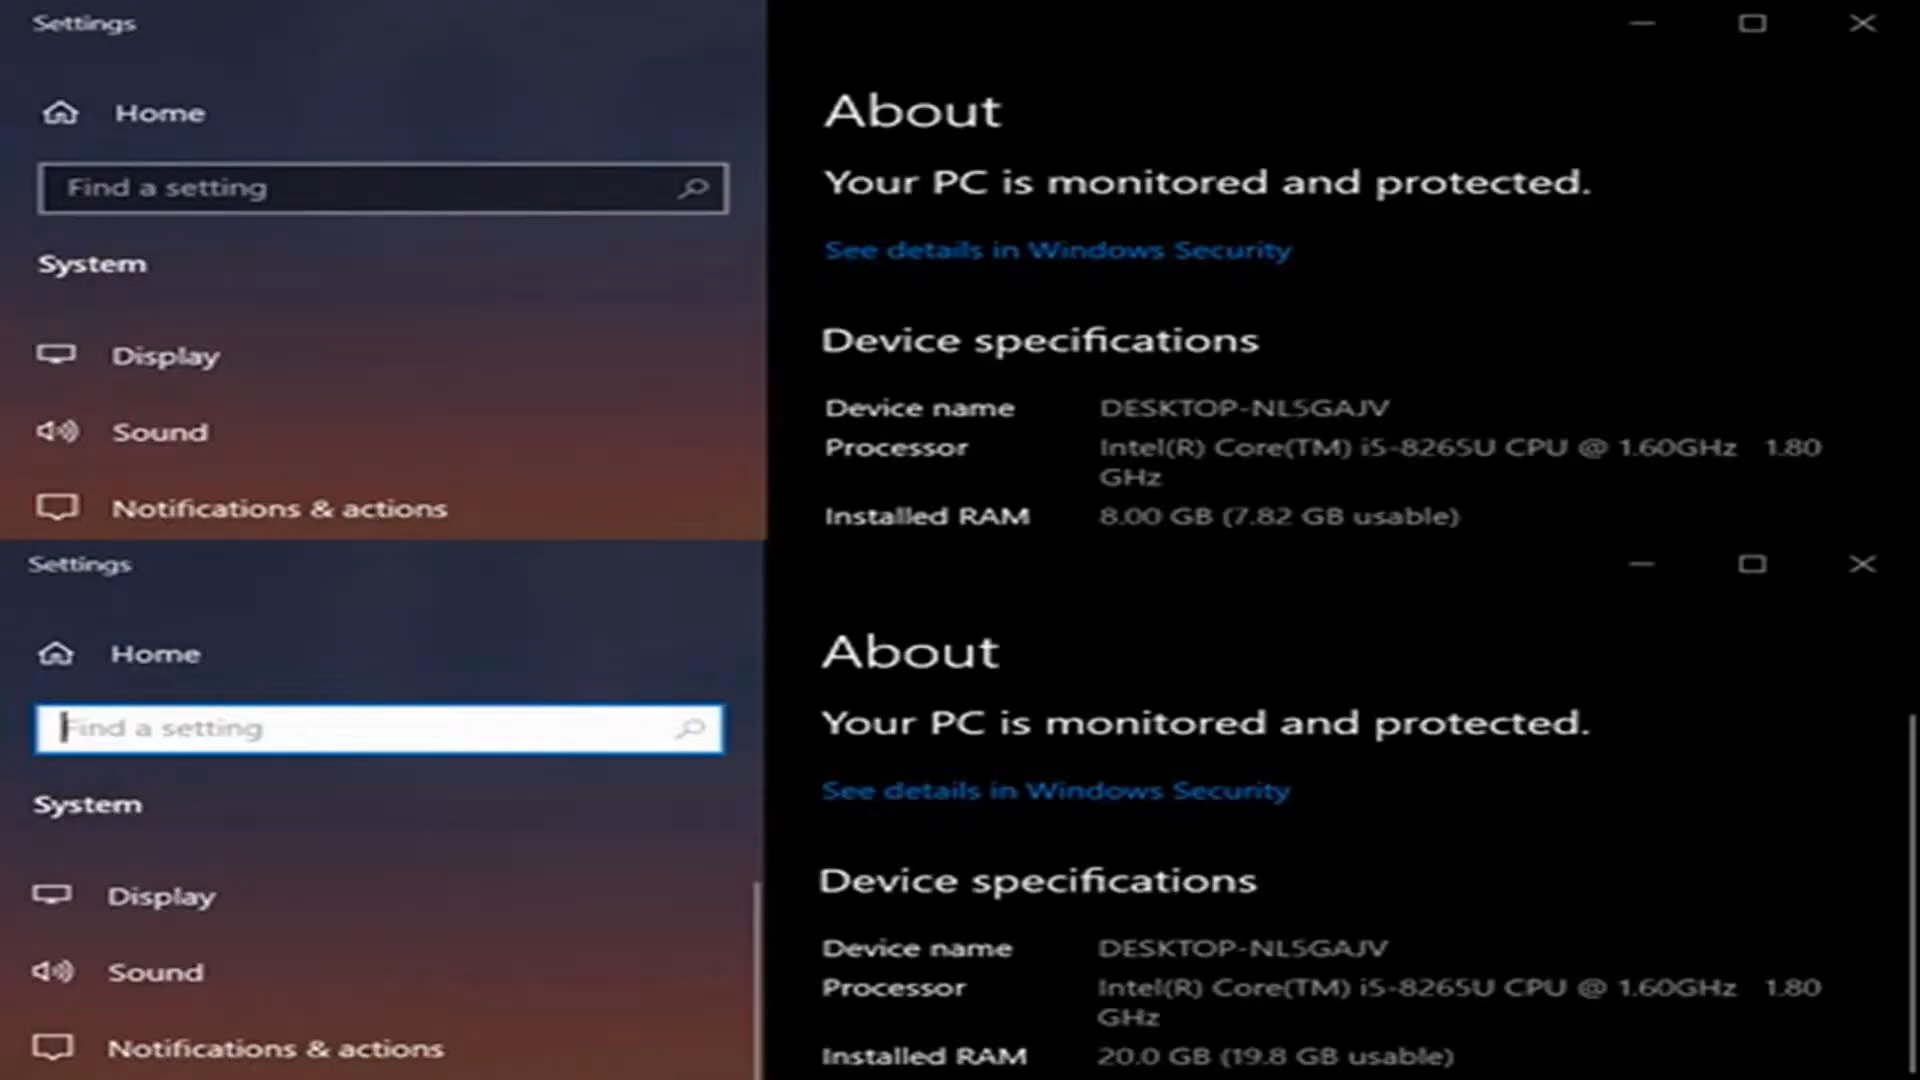 Settings
Home
Find a setting
System
Display
Sound
Notifications & actions
About
Your PC is monitored and protected.
See details in Windows Security
Device specifications
Device name DESKTOP-NL5GAJV
Processor Intel(R) Core(TM) i5-8265U CPU @ 1.60GHz 1.80
GHz
Installed RAM 8.00 GB (7.82 GB usable)
Settings
Home
Find a setting
System
Display
Sound
Notifications & actions
About
Your PC is monitored and protected.
See details in Windows Security
Device specifications
Device name DESKTOP-NL5GAJV
Processor Intel(R) Core(TM) i5-8265U CPU @ 1.60GHz 1.80
GHz
Installed RAM 20.0 GB (19.8 GB usable)